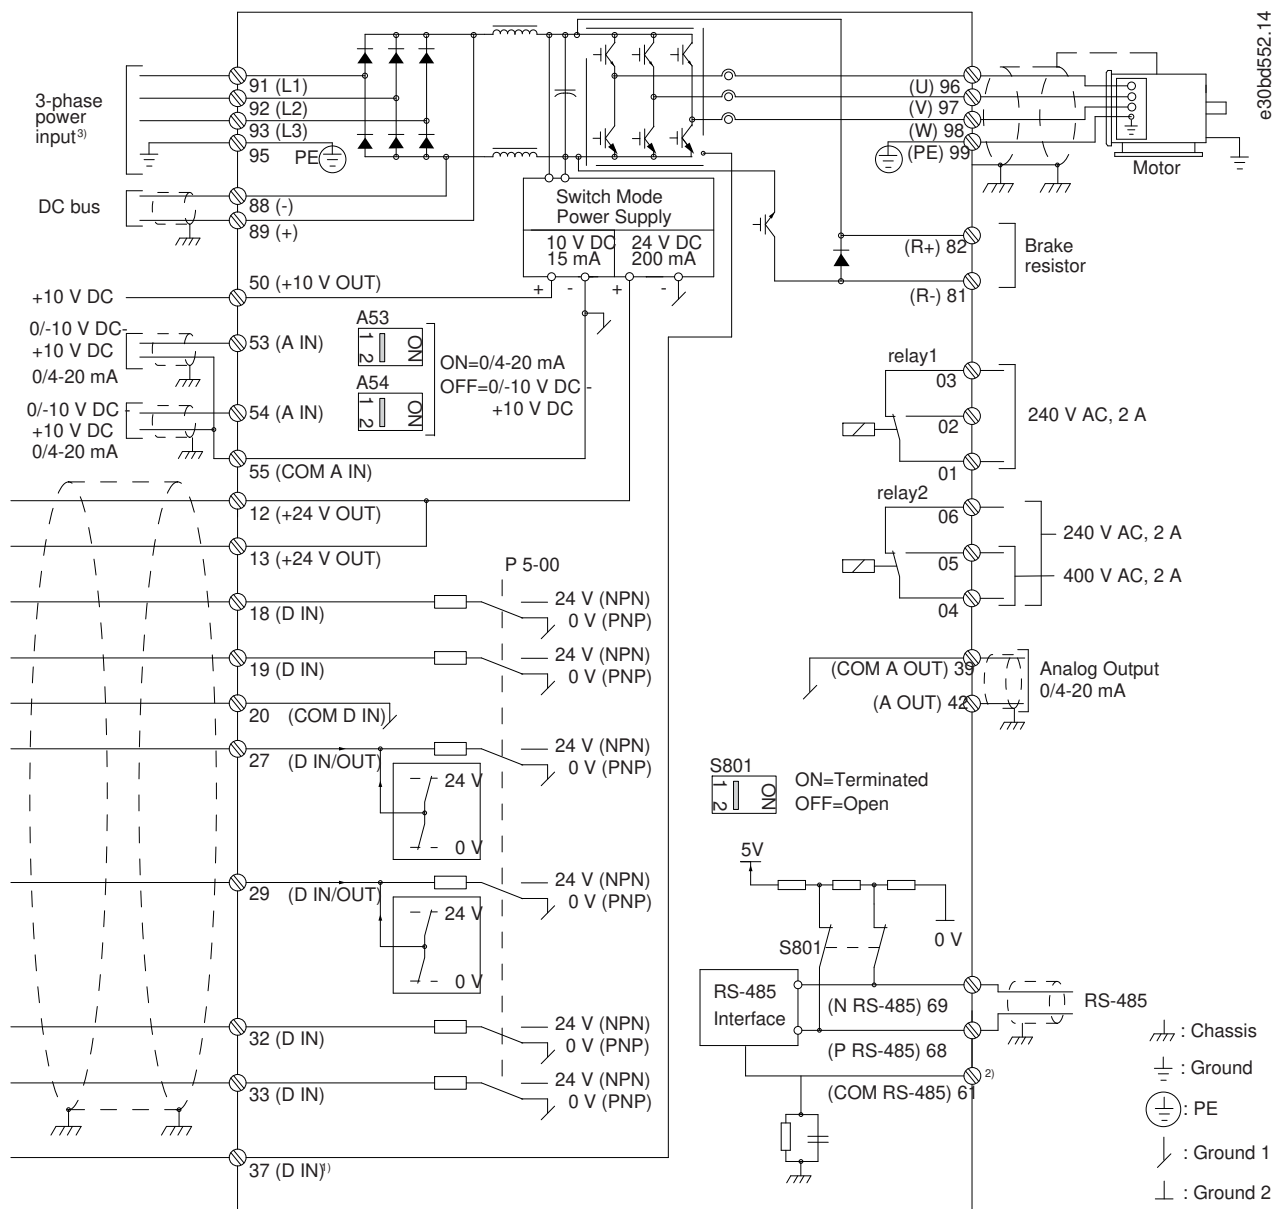 e30bd552.14
3-phase
power
input3)
91 (L1)
92 (L2)
93 (L3)
95
PE
DC bus
88 (-)
89 (+)
Switch Mode
Power Supply
10 V DC
15 mA
24 V DC
200 mA
+ - + -
(U) 96
(V) 97
(W) 98
(PE) 99
Motor
(R+) 82
(R-) 81
Brake
resistor
+10 V DC
50 (+10 V OUT)
0/-10 V DC-
+10 V DC
0/4-20 mA
53 (A IN)
0/-10 V DC-
+10 V DC
0/4-20 mA
54 (A IN)
55 (COM A IN)
A53
1 2 ON
A54
1 2 ON
ON=0/4-20 mA
OFF=0/-10 V DC -
+10 V DC
relay1
03
02
01
240 V AC, 2 A
relay2
06
05
04
240 V AC, 2 A
400 V AC, 2 A
12 (+24 V OUT)
13 (+24 V OUT)
P 5-00
18 (D IN)
24 V (NPN)
0 V (PNP)
19 (D IN)
24 V (NPN)
0 V (PNP)
20 (COM D IN)
27 (D IN/OUT)
24 V
0 V
24 V (NPN)
0 V (PNP)
29 (D IN/OUT)
24 V
0 V
24 V (NPN)
0 V (PNP)
32 (D IN)
24 V (NPN)
0 V (PNP)
33 (D IN)
24 V (NPN)
0 V (PNP)
37 (D IN)1)
(COM A OUT) 39
(A OUT) 42
Analog Output
0/4-20 mA
S801
1 2 ON
ON=Terminated
OFF=Open
5V
0 V
S801
RS-485
Interface
(N RS-485) 69
(P RS-485) 68
(COM RS-485) 61
2)
RS-485
: Chassis
: Ground
: PE
: Ground 1
: Ground 2